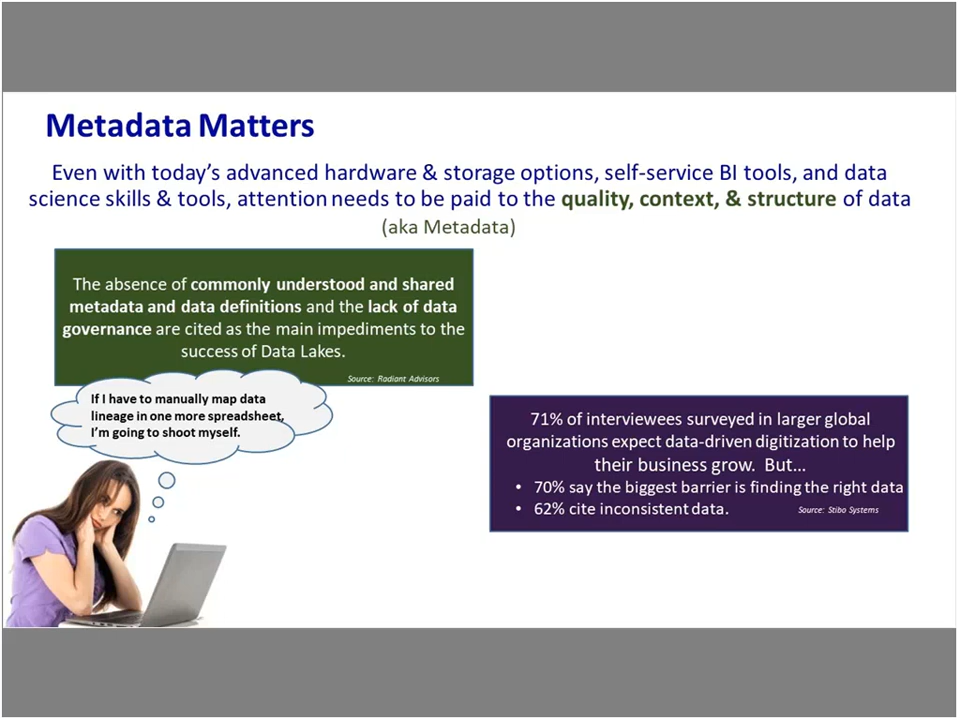 Metadata Matters
Even with today's advanced hardware & storage options, self-service BI tools, and data
science skills & tools, attention needs to be paid to the quality, context, & structure of data
(aka Metadata)
The absence of commonly understood and shared
metadata and data definitions and the lack of data
governance are cited as the main impediments to the
success of Data Lakes.
Source: Radiant Advisors
If I have to manually map data
lineage in one more spreadsheet,
I'm going to shoot myself.
71% of interviewees surveyed in larger global
organizations expect data-driven digitization to help
their business grow. But...
• 70% say the biggest barrier is finding the right data
• 62% cite inconsistent data.
Source: Stibo Systems